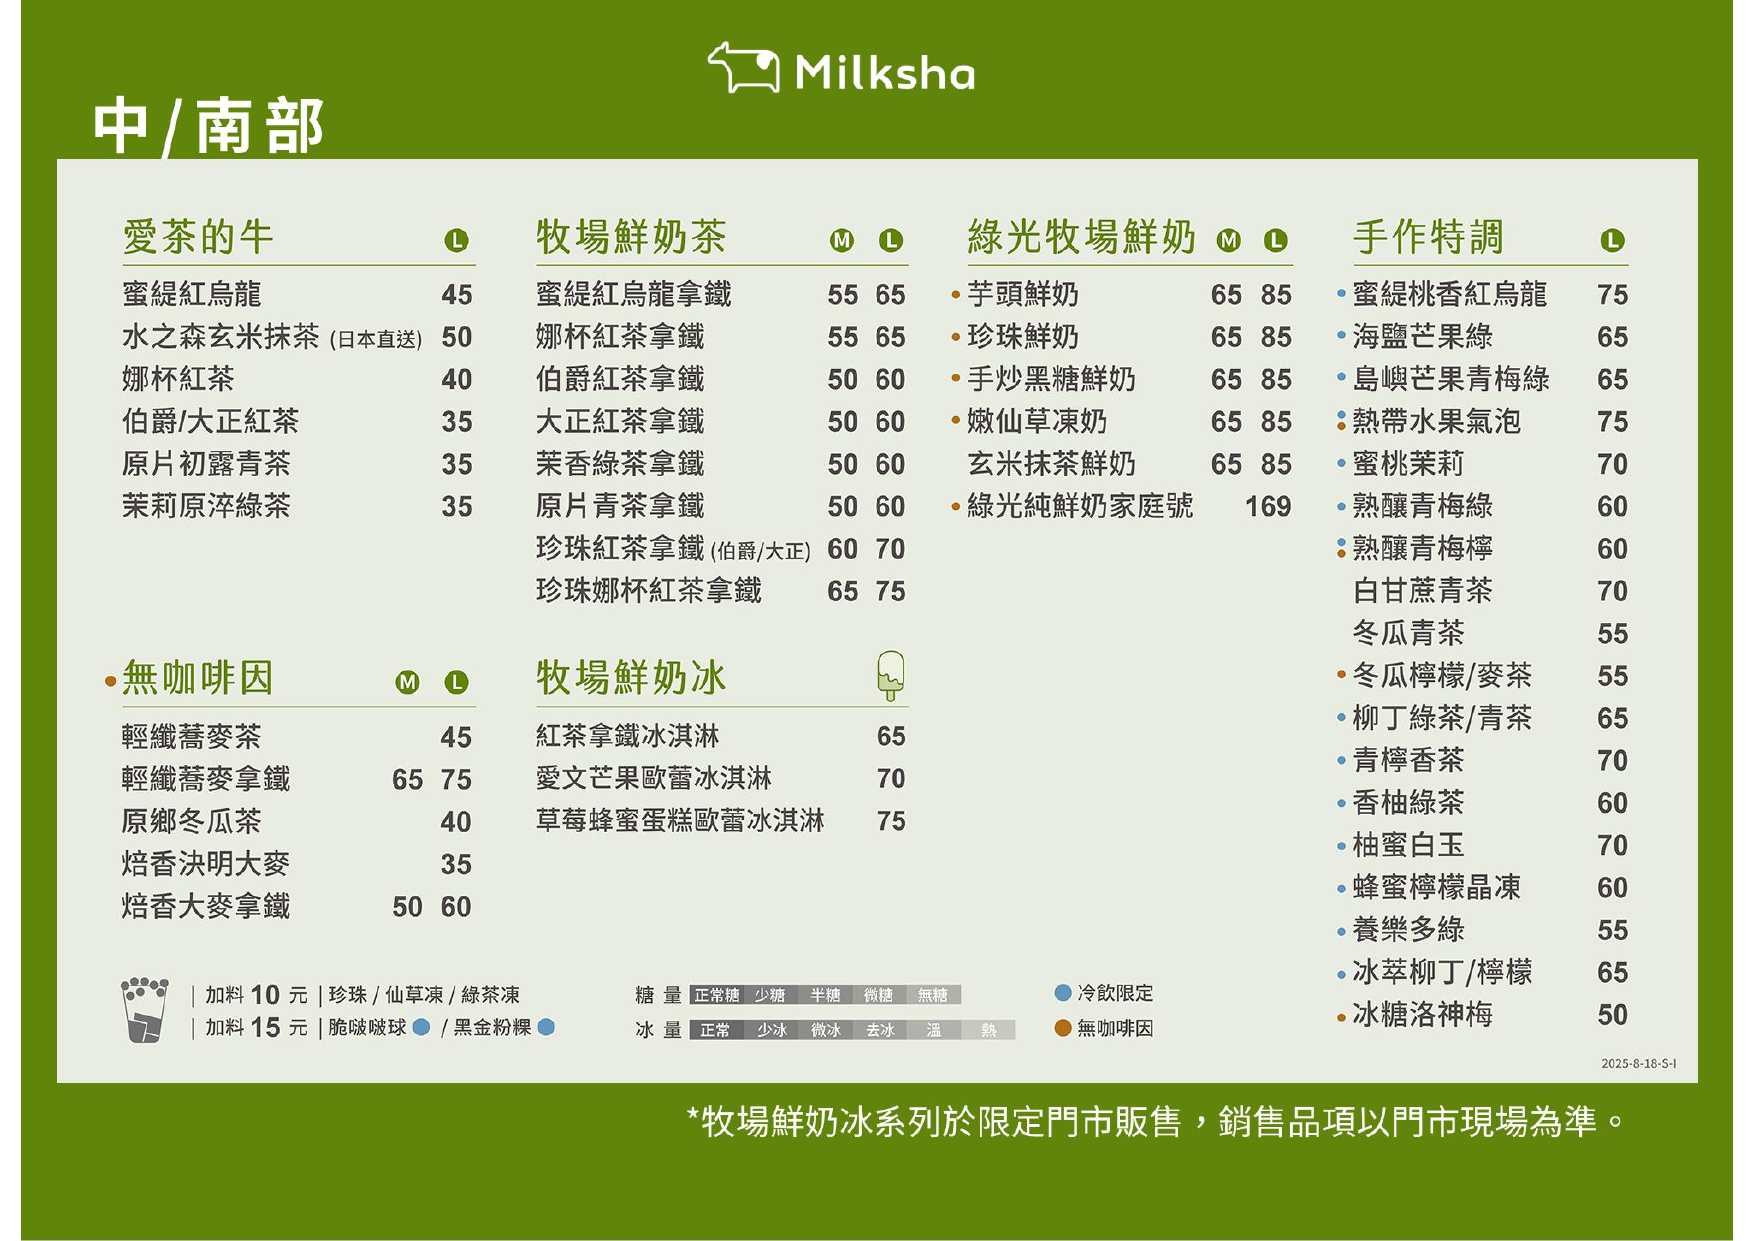 Milksha
中/南部
愛茶的牛 L
蜜緹紅烏龍 45
水之森玄米抹茶 (日本直送) 50
娜杯紅茶 40
伯爵/大正紅茶 35
原片初露青茶 35
茉莉原淬綠茶 35
•無咖啡因 M L
輕纖蕎麥茶 45
輕纖蕎麥拿鐵 65 75
原鄉冬瓜茶 40
焙香決明大麥 35
焙香大麥拿鐵 50 60
牧場鮮奶茶 M L
蜜緹紅烏龍拿鐵 55 65
娜杯紅茶拿鐵 55 65
伯爵紅茶拿鐵 50 60
大正紅茶拿鐵 50 60
茉香綠茶拿鐵 50 60
原片青茶拿鐵 50 60
珍珠紅茶拿鐵 (伯爵/大正) 60 70
珍珠娜杯紅茶拿鐵 65 75
牧場鮮奶冰
紅茶拿鐵冰淇淋 65
愛文芒果歐蕾冰淇淋 70
草莓蜂蜜蛋糕歐蕾冰淇淋 75
綠光牧場鮮奶 M L
•芋頭鮮奶 65 85
•珍珠鮮奶 65 85
•手炒黑糖鮮奶 65 85
•嫩仙草凍奶 65 85
玄米抹茶鮮奶 65 85
•綠光純鮮奶家庭號 169
手作特調 L
•蜜緹桃香紅烏龍 75
•海鹽芒果綠 65
•島嶼芒果青梅綠 65
:熱帶水果氣泡 75
•蜜桃茉莉 70
•熟釀青梅綠 60
:熟釀青梅檸 60
白甘蔗青茶 70
冬瓜青茶 55
•冬瓜檸檬/麥茶 55
•柳丁綠茶/青茶 65
•青檸香茶 70
•香柚綠茶 60
•柚蜜白玉 70
•蜂蜜檸檬晶凍 60
•養樂多綠 55
•冰萃柳丁/檸檬 65
•冰糖洛神梅 50
| 加料 10 元 | 珍珠 / 仙草凍 / 綠茶凍
| 加料 15 元 | 脆啵啵球 / 黑金粉粿
糖量 正常糖 少糖 半糖 微糖 無糖
冰量 正常 少冰 微冰 去冰 溫 熱
冷飲限定
無咖啡因
2025-8-18-S-I
*牧場鮮奶冰系列於限定門市販售，銷售品項以門市現場為準。